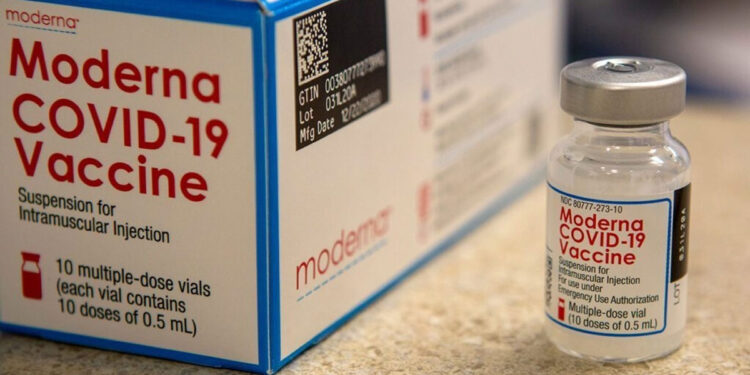 moderna
Moderna
COVID-19
Vaccine
Suspension for
Intramuscular Injection
10 multiple-dose vials
(each vial contains
10 doses of 0.5 mL)
GTIN
Lot 031L20A
Mfg Date
moderna
NDC 80777-273-10
Moderna
COVID-19
Vaccine
Suspension for
Intramuscular Injection
For use under
Emergency Use Authorization
Multiple-dose vial
(10 doses of 0.5 mL)
LOT 031L20A